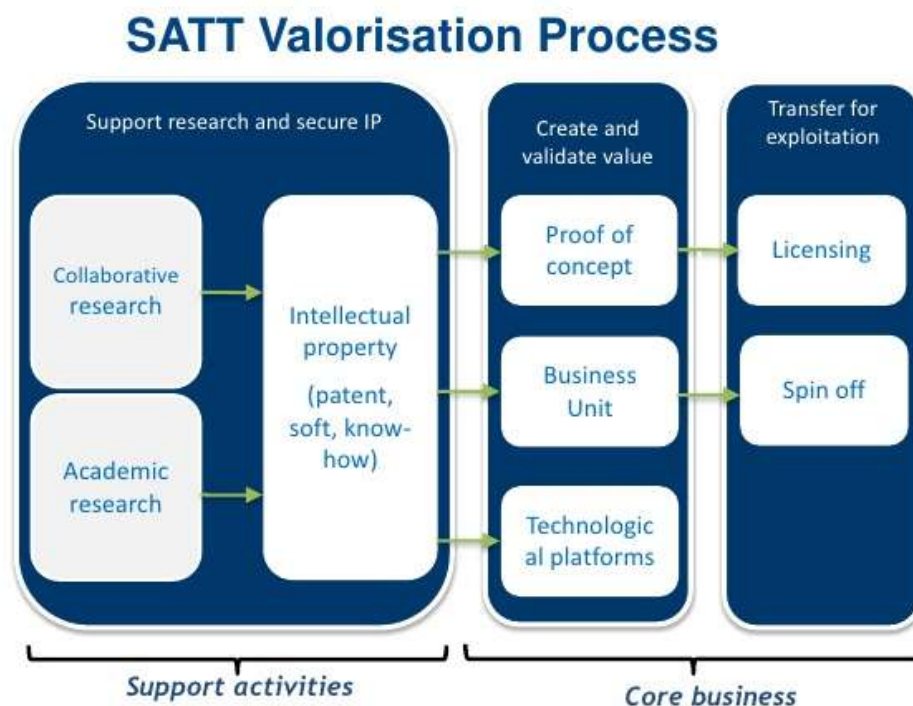 SATT Valorisation Process
Support research and secure IP
Collaborative
research
Academic
research
Intellectual
property
(patent,
soft, know-
how)
Create and
validate value
Proof of
concept
Business
Unit
Technologic
al platforms
Transfer for
exploitation
Licensing
Spin off
Support activities
Core business